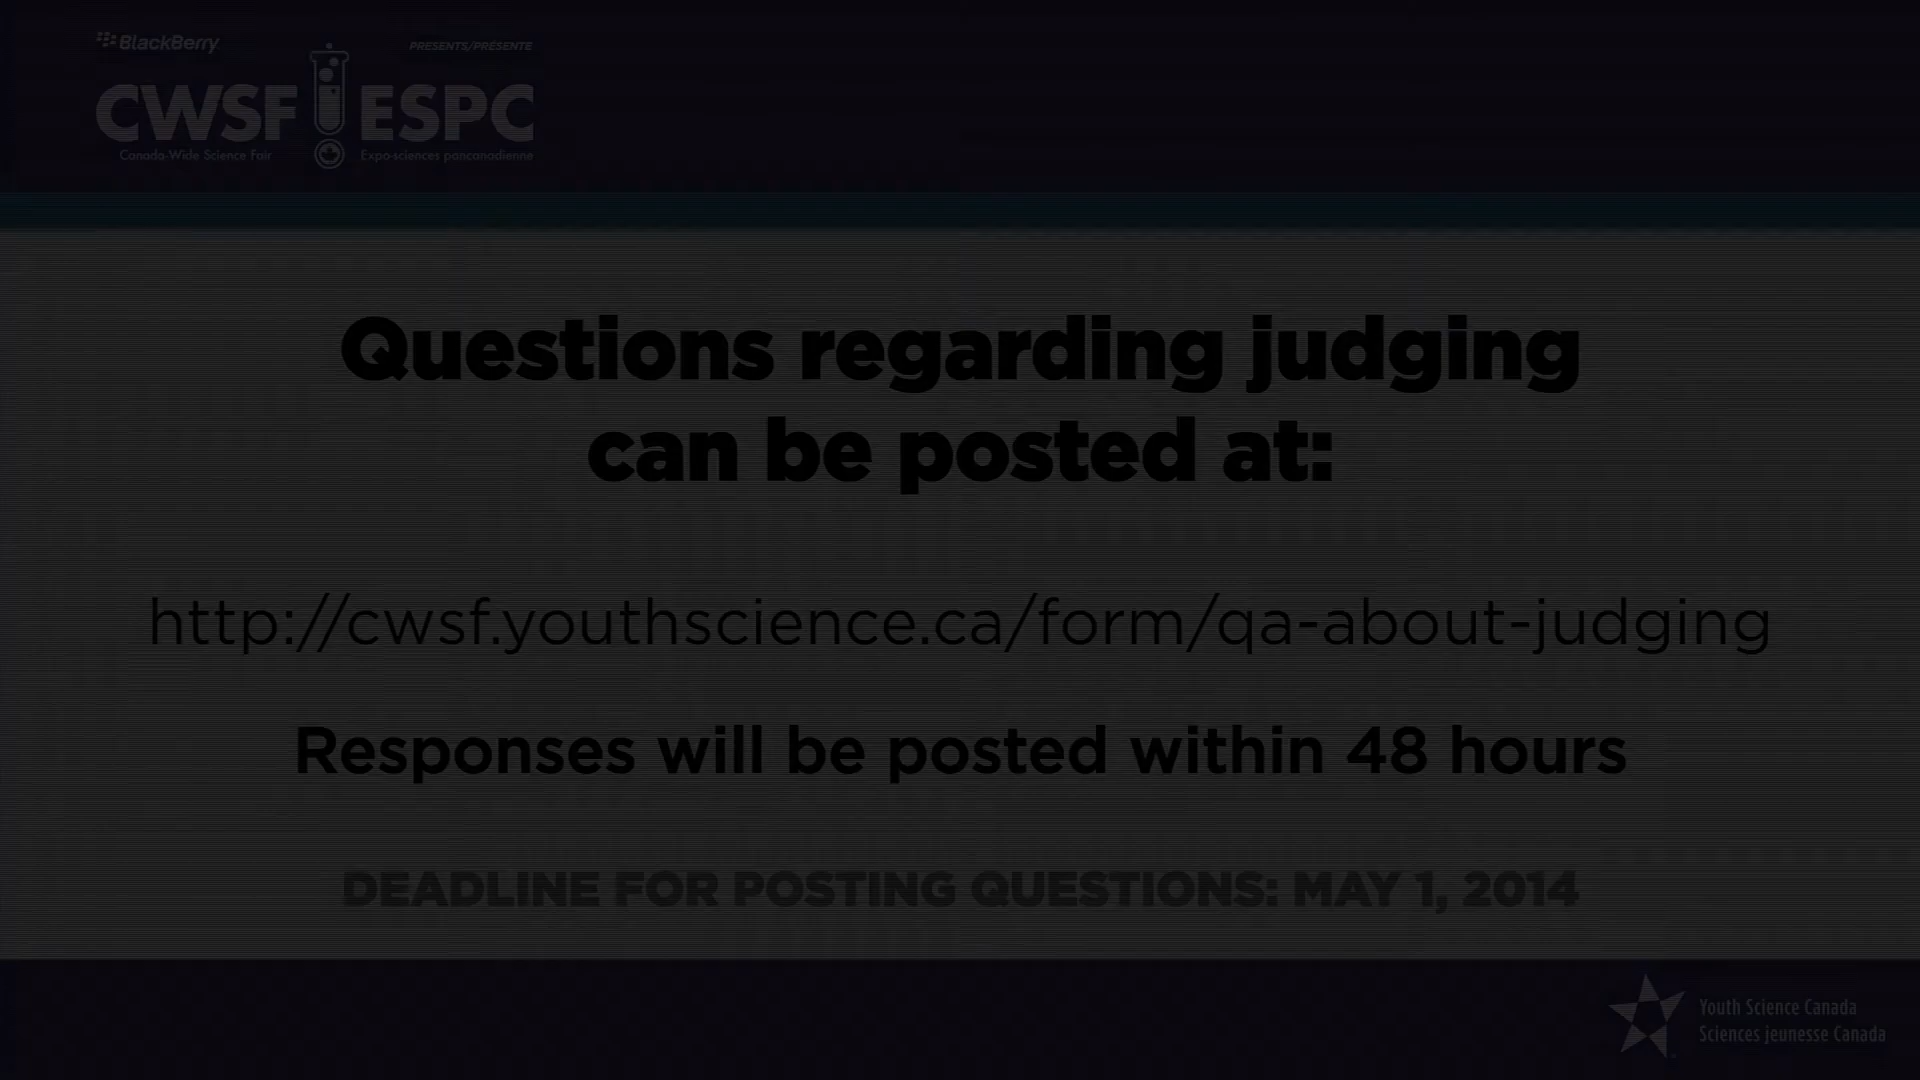 BlackBerry PRESENTS/PRÉSENTE
CWSF ESPC
Canada-Wide Science Fair Expo-sciences pancanadienne
Questions regarding judging
can be posted at:
http://cwsf.youthscience.ca/form/qa-about-judging
Responses will be posted within 48 hours
DEADLINE FOR POSTING QUESTIONS: MAY 1, 2014
Youth Science Canada
Sciences jeunesse Canada